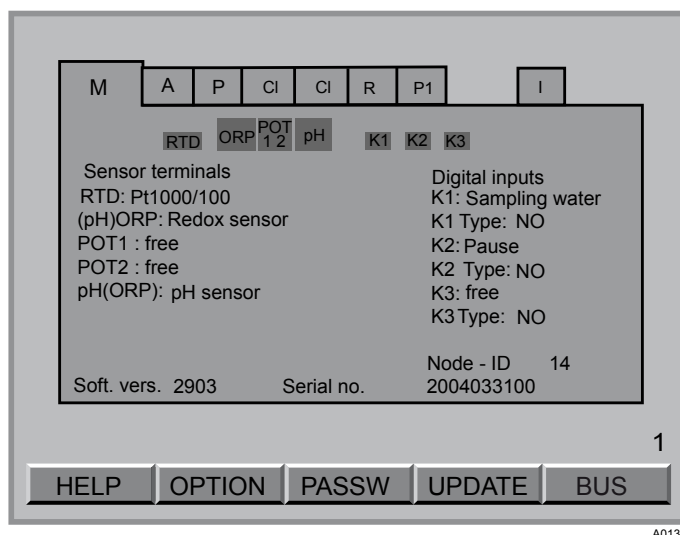 M A P Cl Cl R P1 I
RTD ORP POT 1 2 pH K1 K2 K3
Sensor terminals
RTD: Pt1000/100
(pH)ORP: Redox sensor
POT1 : free
POT2 : free
pH(ORP): pH sensor
Digital inputs
K1: Sampling water
K1 Type: NO
K2: Pause
K2 Type: NO
K3: free
K3 Type: NO
Node - ID 14
Soft. vers. 2903 Serial no. 2004033100
1
HELP OPTION PASSW UPDATE BUS